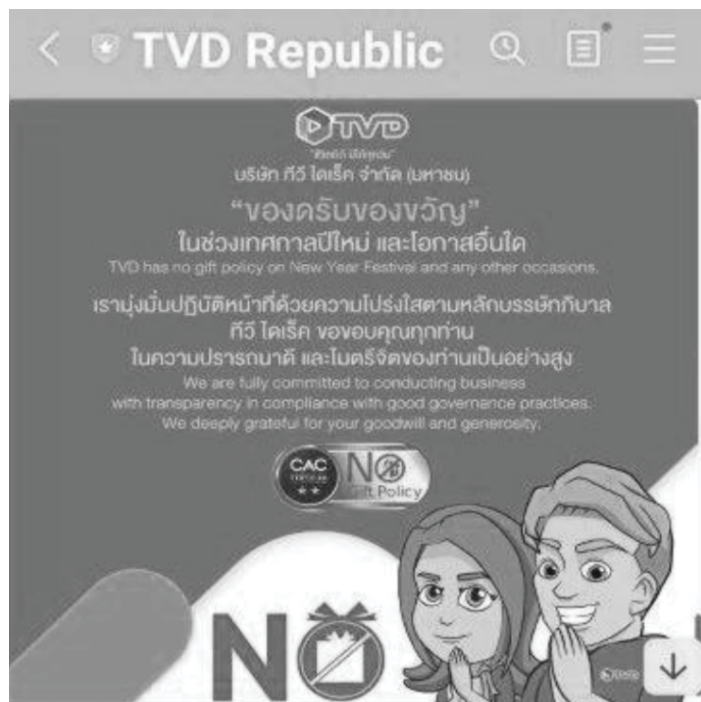 TVD Republic
TVD
บริษัท ทีวี ไดเร็ค จำกัด (มหาชน)
“ของดรับของขวัญ”
ในช่วงเทศกาลปีใหม่ และโอกาสอื่นใด
TVD has no gift policy on New Year Festival and any other occasions.
เรามุ่งมั่นปฏิบัติหน้าที่ด้วยความโปร่งใสตามหลักบรรษัทภิบาล
ทีวี ไดเร็ค ขอขอบคุณทุกท่าน
ในความปรารถนาดี และไมตรีจิตของท่านเป็นอย่างสูง
We are fully committed to conducting business
with transparency in compliance with good governance practices.
We deeply grateful for your goodwill and generosity.
CAC
NO
Gift Policy
NO